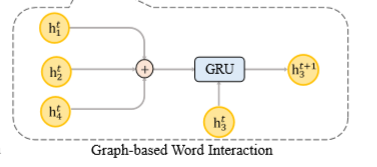 h₁ᵗ
h₂ᵗ + GRU h₃ᵗ⁺¹
h₄ᵗ
h₃ᵗ
Graph-based Word Interaction